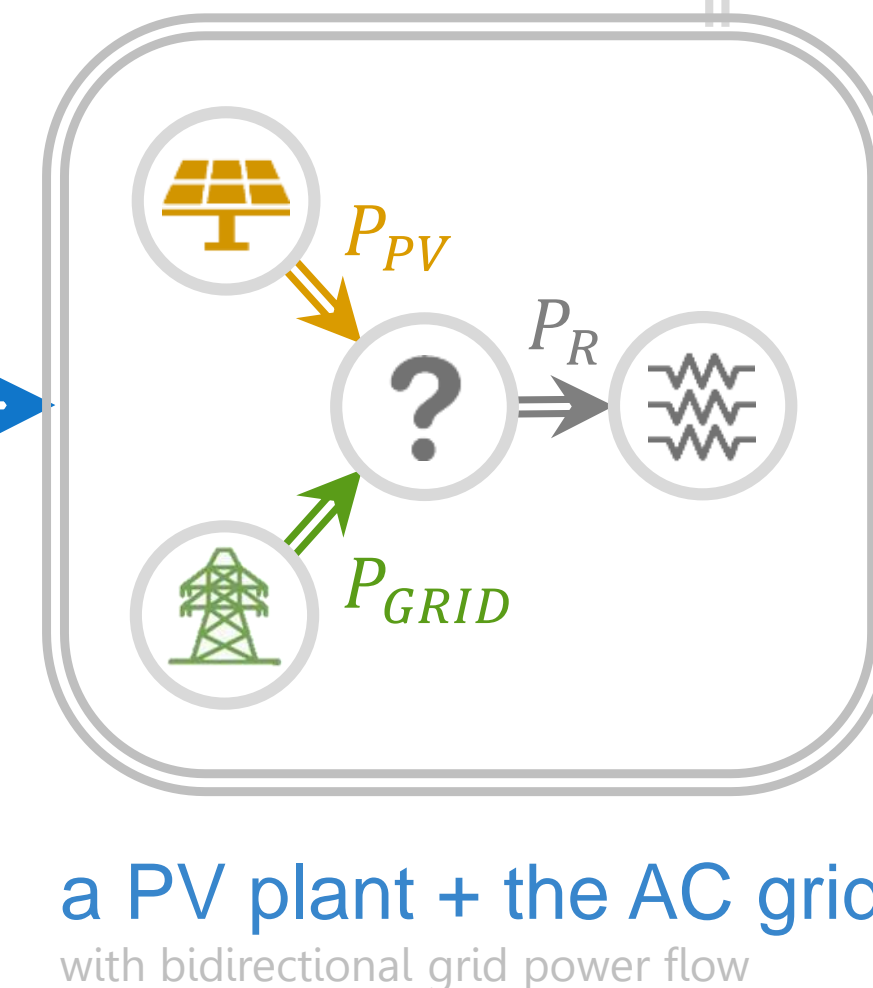 P_PV
P_R
?
P_GRID
a PV plant + the AC grid
with bidirectional grid power flow